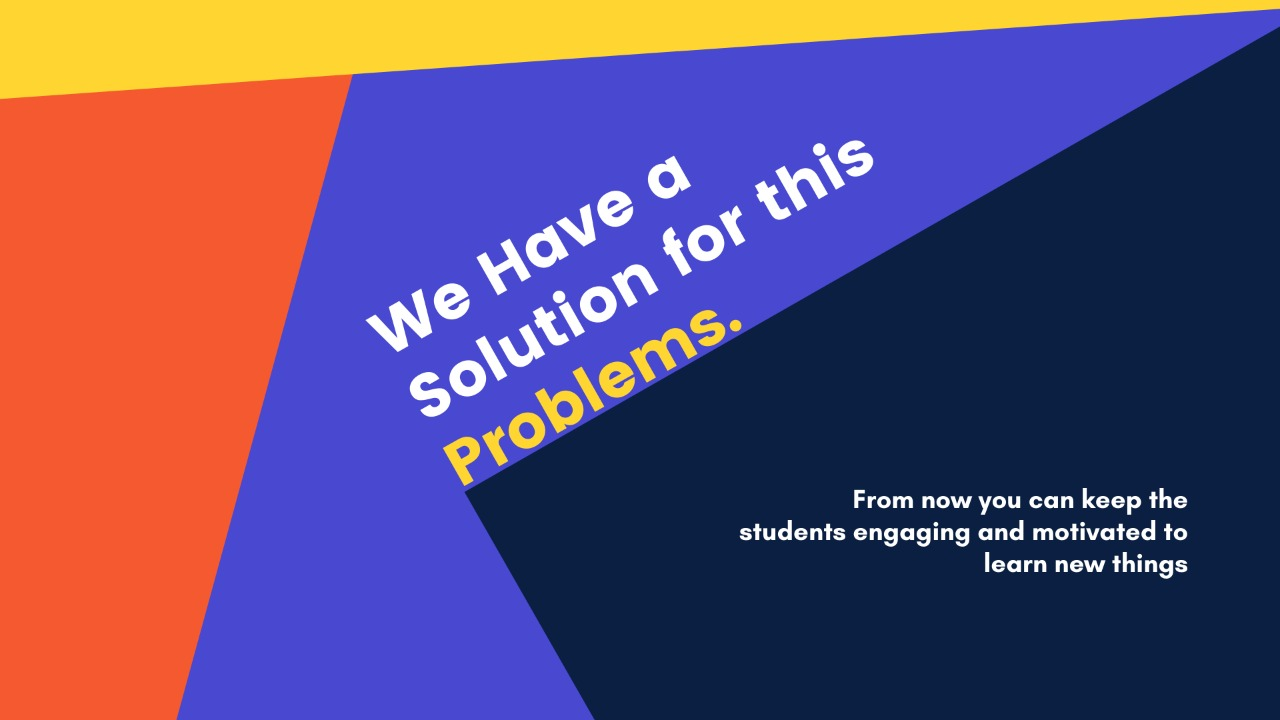 We Have a
Solution for this
Problems.
From now you can keep the
students engaging and motivated to
learn new things